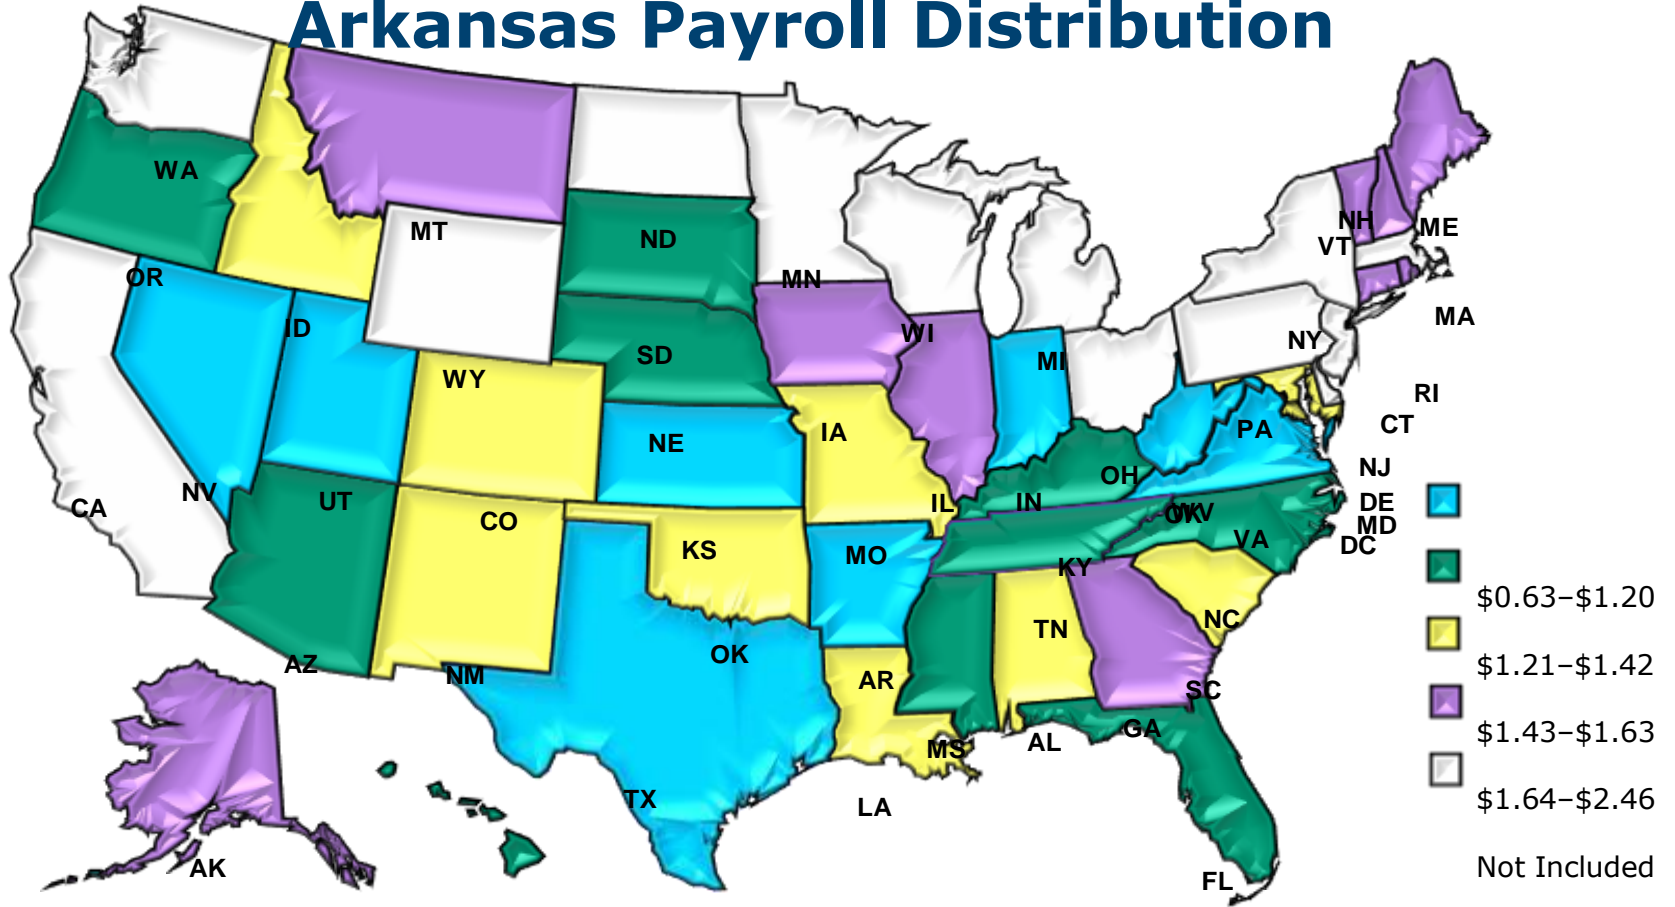 Arkansas Payroll Distribution
WA
MT
ND
OR
MN
NH
VT
ME
ID
WI
MA
SD
WY
MI
NY
NE
IA
PA
RI
CT
CA
NV
UT
CO
IL
IN
OH
NJ
DE
MD
DC
OK
WV
VA
KS
MO
KY
$0.63–$1.20
AZ
NM
OK
AR
TN
NC
SC
$1.21–$1.42
MS
AL
GA
$1.43–$1.63
TX
LA
$1.64–$2.46
AK
FL
Not Included